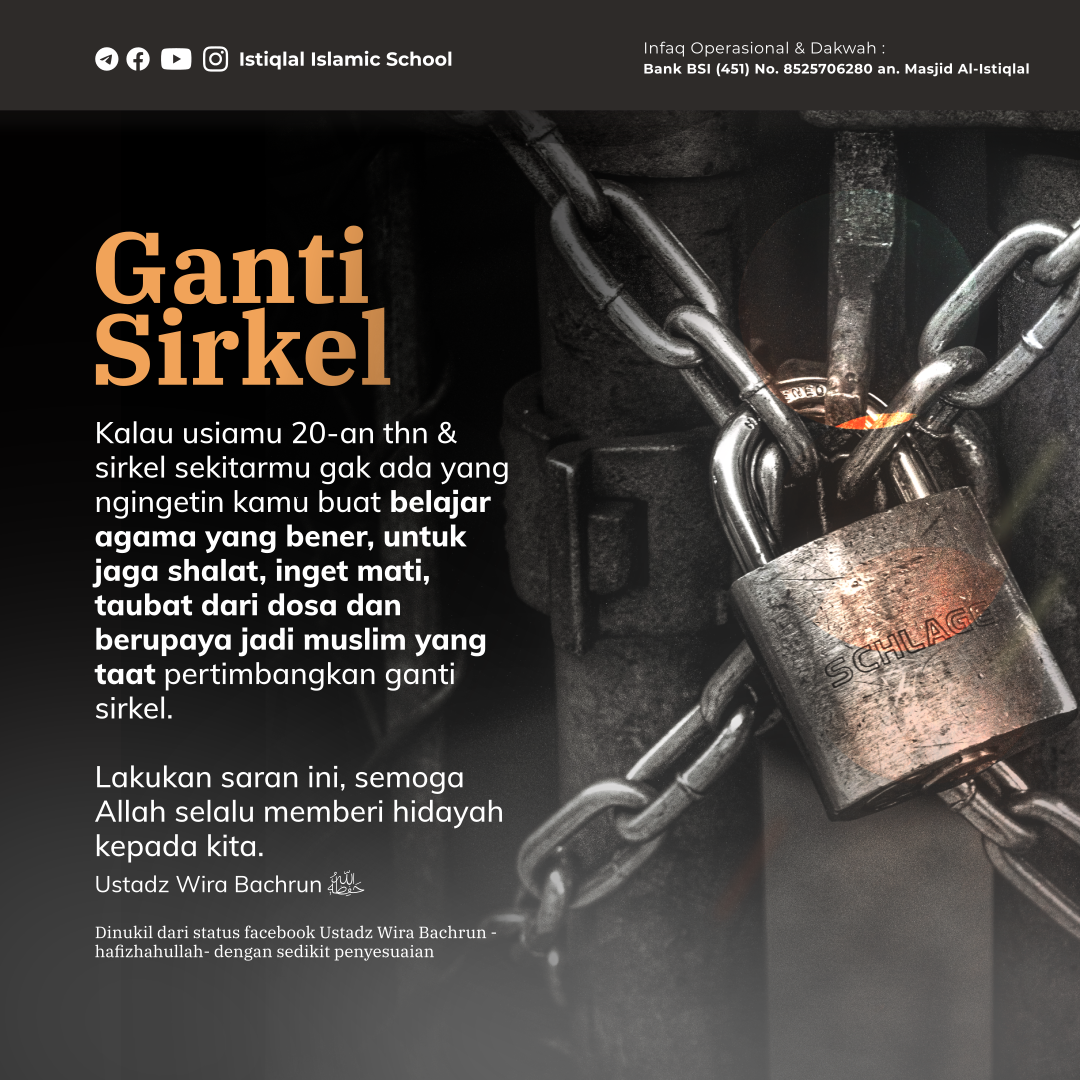 Istiqlal Islamic School
Infaq Operasional & Dakwah :
Bank BSI (451) No. 8525706280 an. Masjid Al-Istiqlal
Ganti
Sirkel
Kalau usiamu 20-an thn &
sirkel sekitarmu gak ada yang
ngingetin kamu buat belajar
agama yang bener, untuk
jaga shalat, inget mati,
taubat dari dosa dan
berupaya jadi muslim yang
taat pertimbangkan ganti
sirkel.
Lakukan saran ini, semoga
Allah selalu memberi hidayah
kepada kita.
Ustadz Wira Bachrun حفظه الله
Dinukil dari status facebook Ustadz Wira Bachrun -
hafizhahullah- dengan sedikit penyesuaian
SCHLAGE